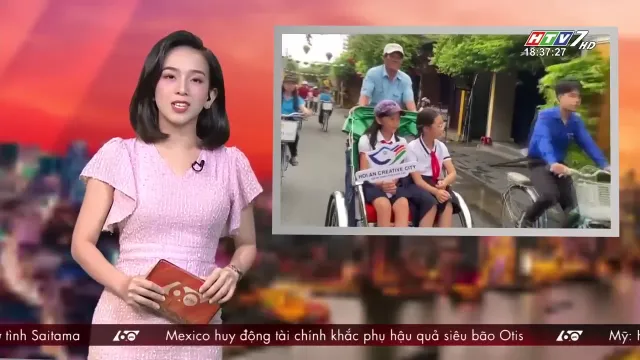 HTV7 HD
18:37:27
HOI AN CREATIVE CITY
tỉnh Saitama
Mexico huy động tài chính khắc phụ hậu quả siêu bão Otis
Mỹ: